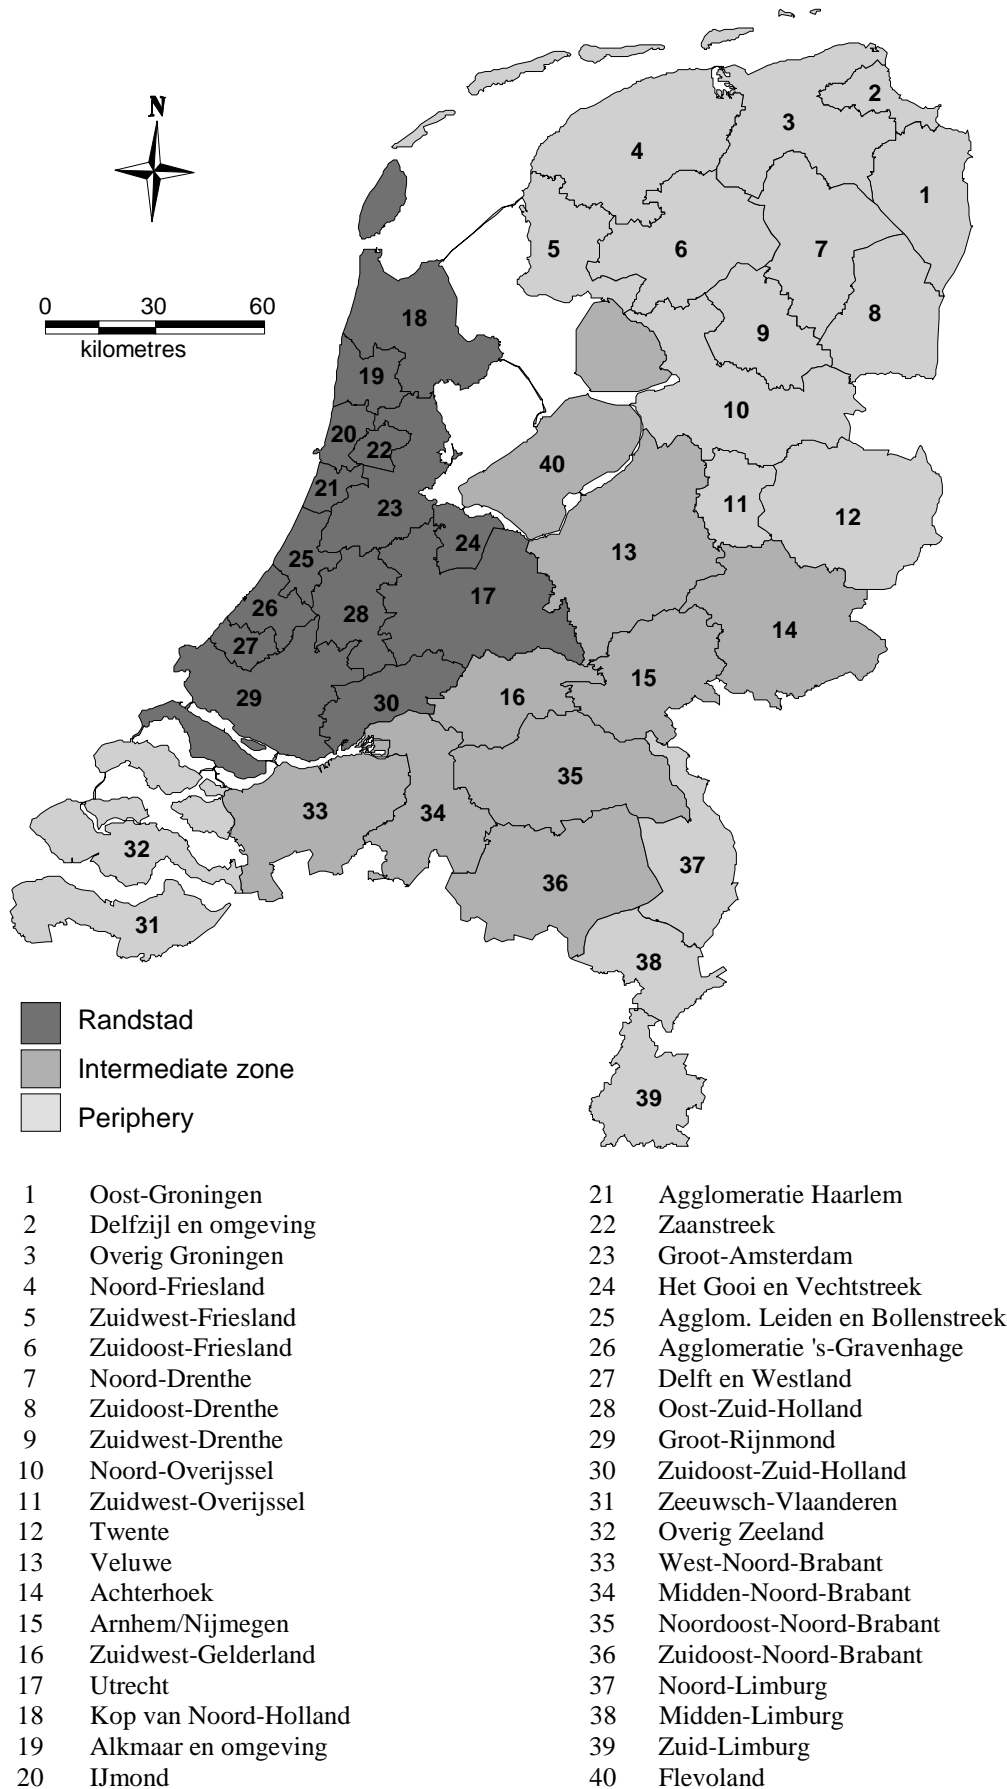 N
0 30 60
kilometres
2
3
4
1
5
6
7
8
18
9
19
10
20
22
40
21
11
23
12
24
13
25
17
26
28
14
27
15
29
16
30
35
33
34
32
37
36
31
38
39
Randstad
Intermediate zone
Periphery
1 Oost-Groningen
2 Delfzijl en omgeving
3 Overig Groningen
4 Noord-Friesland
5 Zuidwest-Friesland
6 Zuidoost-Friesland
7 Noord-Drenthe
8 Zuidoost-Drenthe
9 Zuidwest-Drenthe
10 Noord-Overijssel
11 Zuidwest-Overijssel
12 Twente
13 Veluwe
14 Achterhoek
15 Arnhem/Nijmegen
16 Zuidwest-Gelderland
17 Utrecht
18 Kop van Noord-Holland
19 Alkmaar en omgeving
20 IJmond
21 Agglomeratie Haarlem
22 Zaanstreek
23 Groot-Amsterdam
24 Het Gooi en Vechtstreek
25 Agglom. Leiden en Bollenstreek
26 Agglomeratie 's-Gravenhage
27 Delft en Westland
28 Oost-Zuid-Holland
29 Groot-Rijnmond
30 Zuidoost-Zuid-Holland
31 Zeeuwsch-Vlaanderen
32 Overig Zeeland
33 West-Noord-Brabant
34 Midden-Noord-Brabant
35 Noordoost-Noord-Brabant
36 Zuidoost-Noord-Brabant
37 Noord-Limburg
38 Midden-Limburg
39 Zuid-Limburg
40 Flevoland